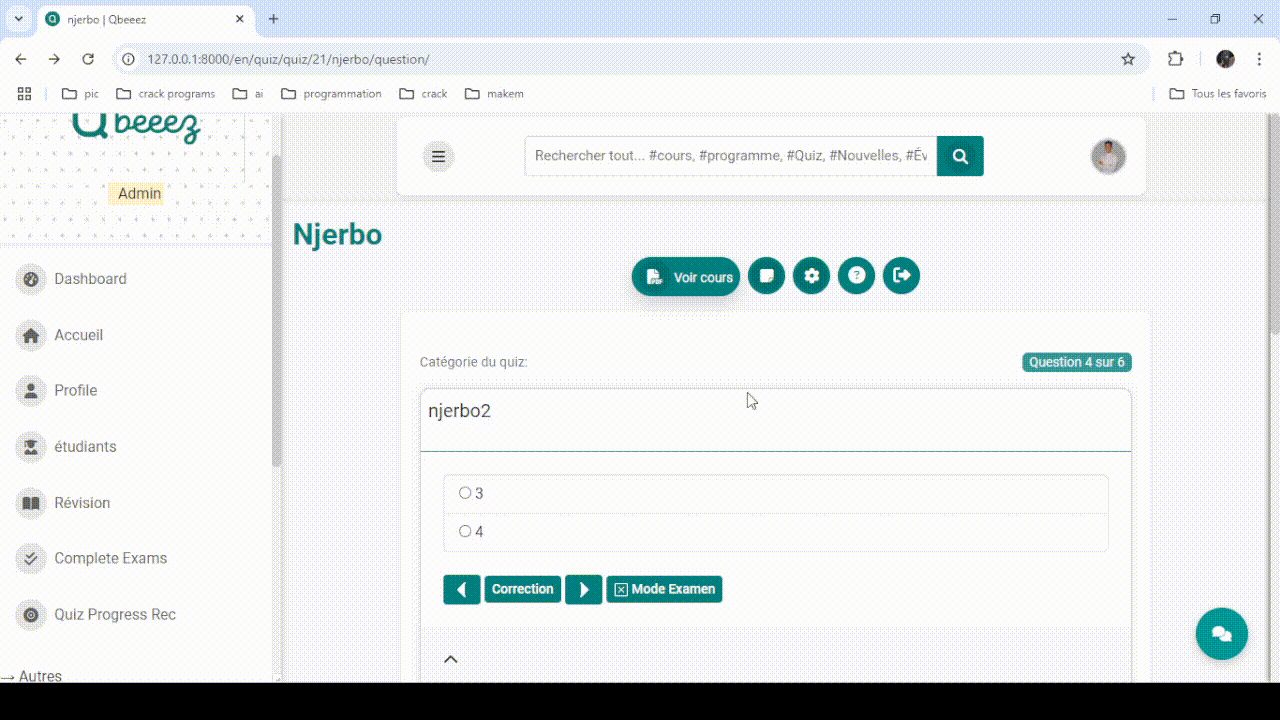 njerbo | Qbeeez
127.0.0.1:8000/en/quiz/quiz/21/njerbo/question/
pic
crack programs
ai
programmation
crack
makem
Tous les favoris
Qbeeez
Rechercher tout... #cours, #programme, #Quiz, #Nouvelles, #Év
Admin
Njerbo
PDF
Voir cours
Dashboard
Accueil
Profile
étudiants
Révision
Complete Exams
Quiz Progress Rec
→ Autres
Catégorie du quiz:
Question 4 sur 6
njerbo2
3
4
Correction
Mode Examen